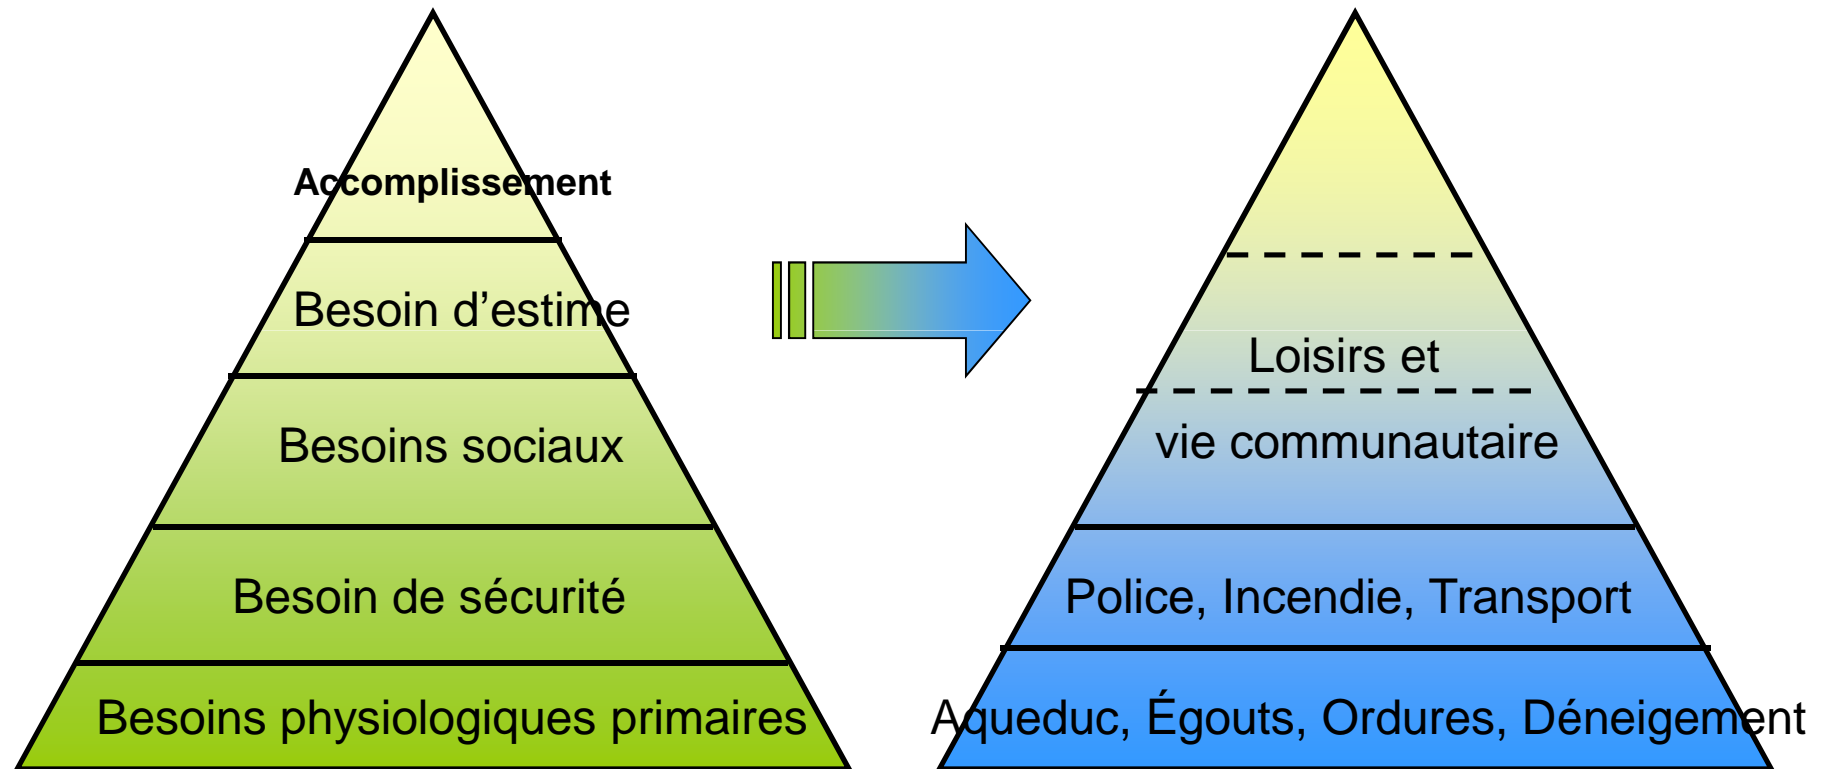 Accomplissement
Besoin d’estime
Besoins sociaux
Besoin de sécurité
Besoins physiologiques primaires
Loisirs et
vie communautaire
Police, Incendie, Transport
Aqueduc, Égouts, Ordures, Déneigement